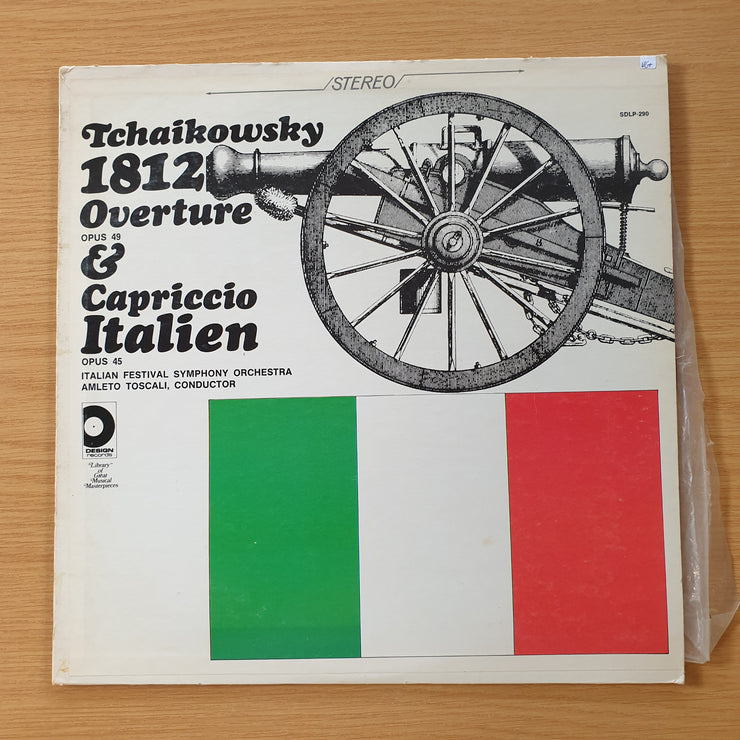 STEREO
VG+
SDLP-290
Tchaikowsky
1812
Overture
OPUS 49
&
Capriccio
Italien
OPUS 45
ITALIAN FESTIVAL SYMPHONY ORCHESTRA
AMLETO TOSCALI, CONDUCTOR
DESIGN
records
"Library"
of
Great
Musical
Masterpieces